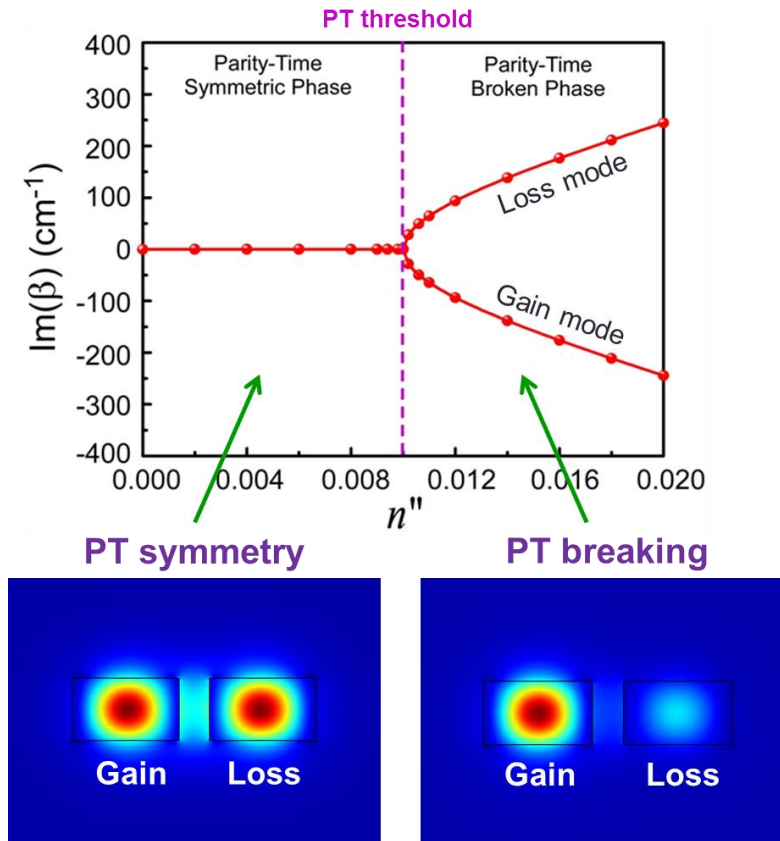 PT threshold
400
300
200
100
0
-100
-200
-300
-400
Im(β) (cm⁻¹)
Parity-Time
Symmetric Phase
Parity-Time
Broken Phase
Loss mode
Gain mode
0.000 0.004 0.008 0.012 0.016 0.020
n"
PT symmetry
PT breaking
Gain Loss
Gain Loss